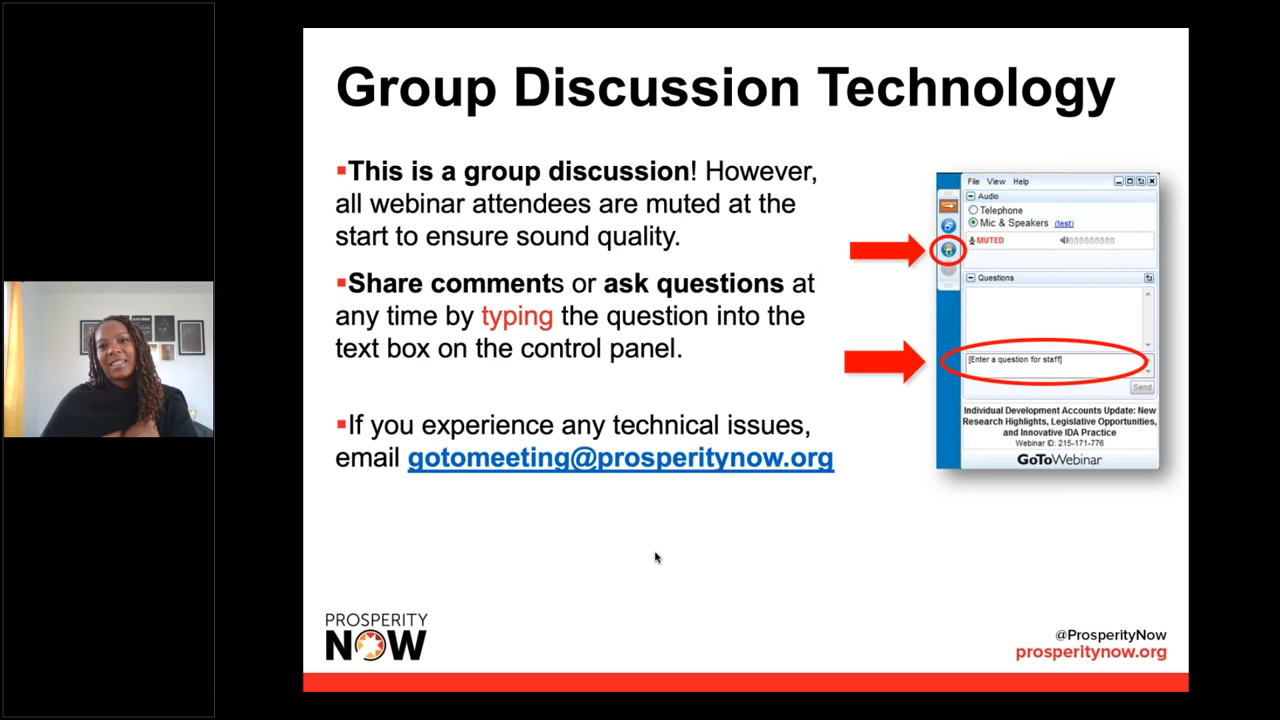 Group Discussion Technology
▪This is a group discussion! However,
all webinar attendees are muted at the
start to ensure sound quality.
▪Share comments or ask questions at
any time by typing the question into the
text box on the control panel.
▪If you experience any technical issues,
email gotomeeting@prosperitynow.org
File View Help
Audio
Telephone
Mic & Speakers (test)
MUTED
Questions
[Enter a question for staff]
Send
Individual Development Accounts Update: New
Research Highlights, Legislative Opportunities,
and Innovative IDA Practice
Webinar ID: 215-171-776
GoToWebinar
PROSPERITY
NOW
@ProsperityNow
prosperitynow.org